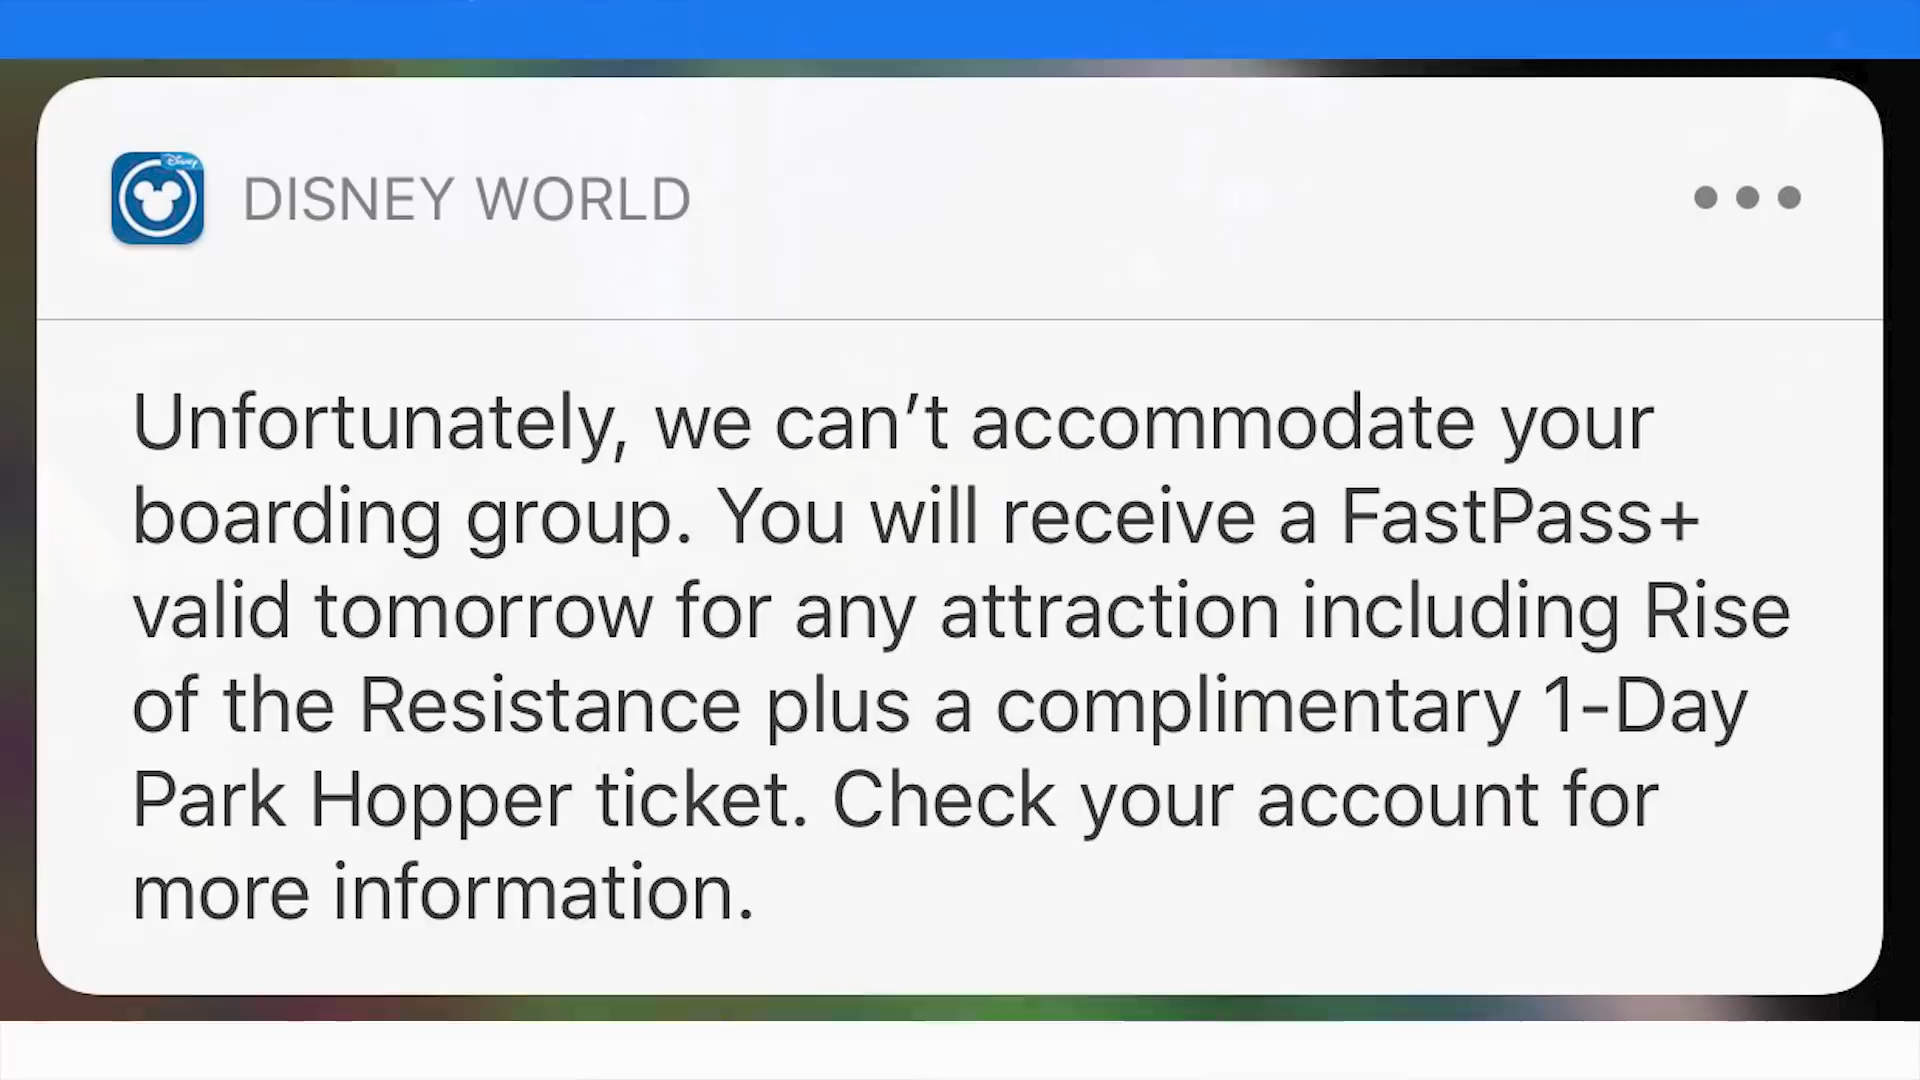 Disney
DISNEY WORLD
Unfortunately, we can’t accommodate your
boarding group. You will receive a FastPass+
valid tomorrow for any attraction including Rise
of the Resistance plus a complimentary 1-Day
Park Hopper ticket. Check your account for
more information.